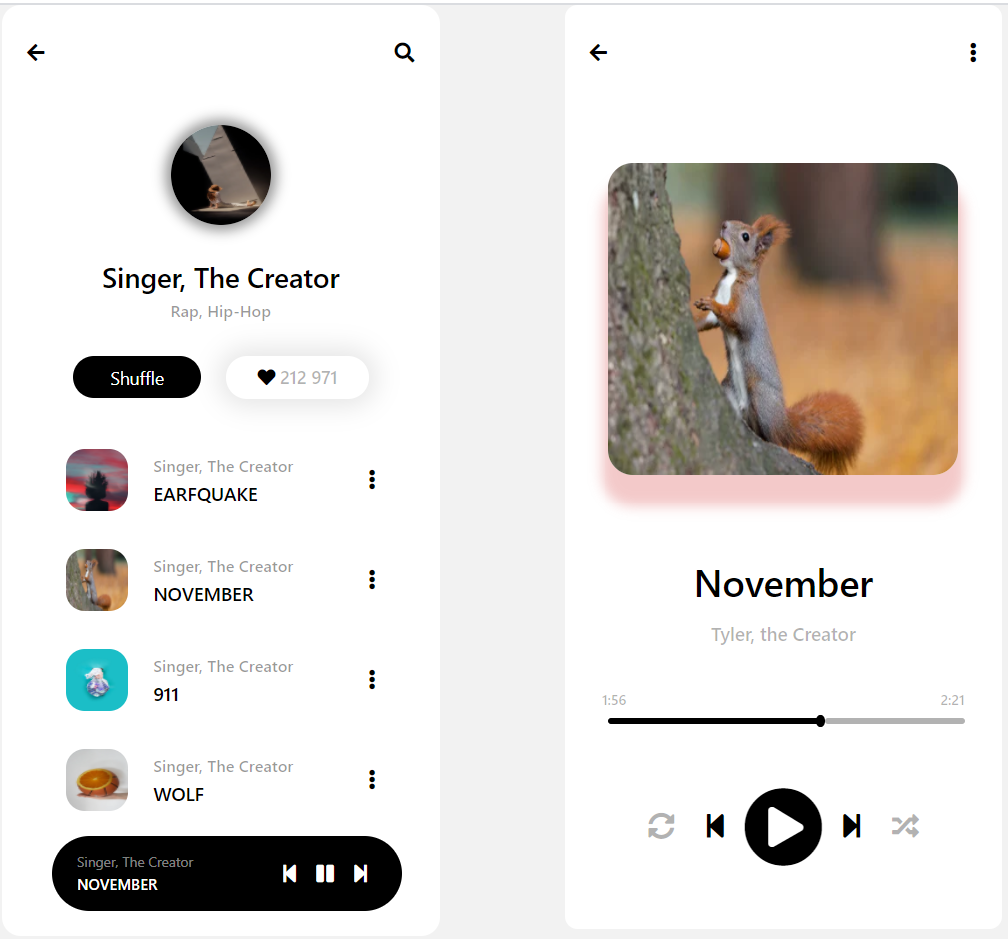 Singer, The Creator
Rap, Hip-Hop
Shuffle
212 971
Singer, The Creator
EARFQUAKE
Singer, The Creator
NOVEMBER
Singer, The Creator
911
Singer, The Creator
WOLF
Singer, The Creator
NOVEMBER
November
Tyler, the Creator
1:56 2:21